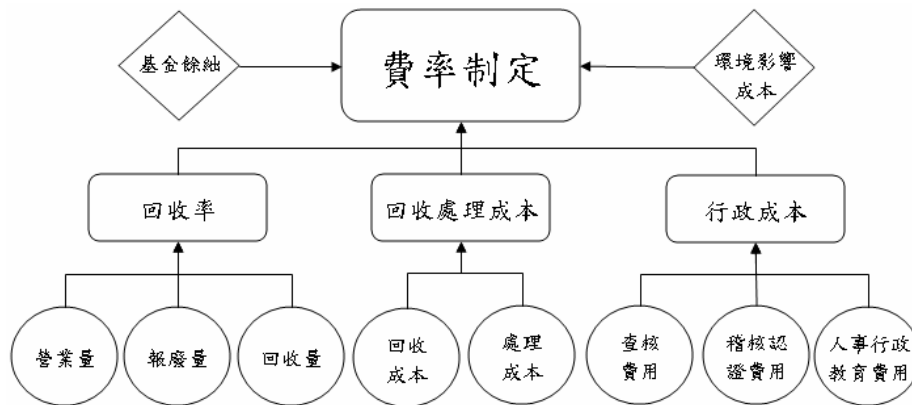 基金餘絀
費率制定
環境影響
成本
回收率
回收處理成本
行政成本
營業量
報廢量
回收量
回收
成本
處理
成本
查核
費用
稽核認
證費用
人事行政
教育費用